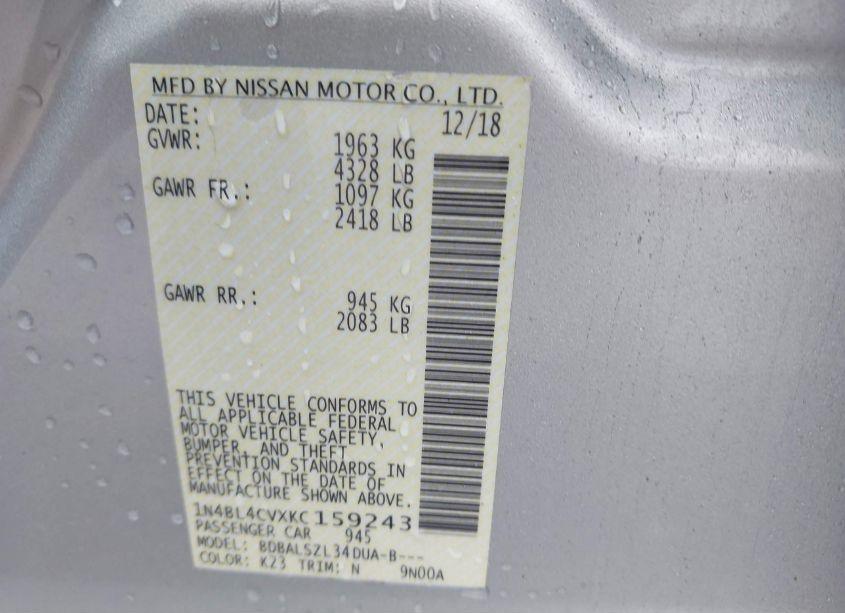 MFD BY NISSAN MOTOR CO., LTD.
DATE: 12/18
GVWR: 1963 KG
4328 LB
GAWR FR.: 1097 KG
2418 LB
GAWR RR.: 945 KG
2083 LB
THIS VEHICLE CONFORMS TO
ALL APPLICABLE FEDERAL
MOTOR VEHICLE SAFETY,
BUMPER, AND THEFT
PREVENTION STANDARDS IN
EFFECT ON THE DATE OF
MANUFACTURE SHOWN ABOVE.
1N4BL4CVXKC159243
PASSENGER CAR 945
MODEL: BDBALSZL34DUA-B---
COLOR: K23 TRIM: N 9N00A